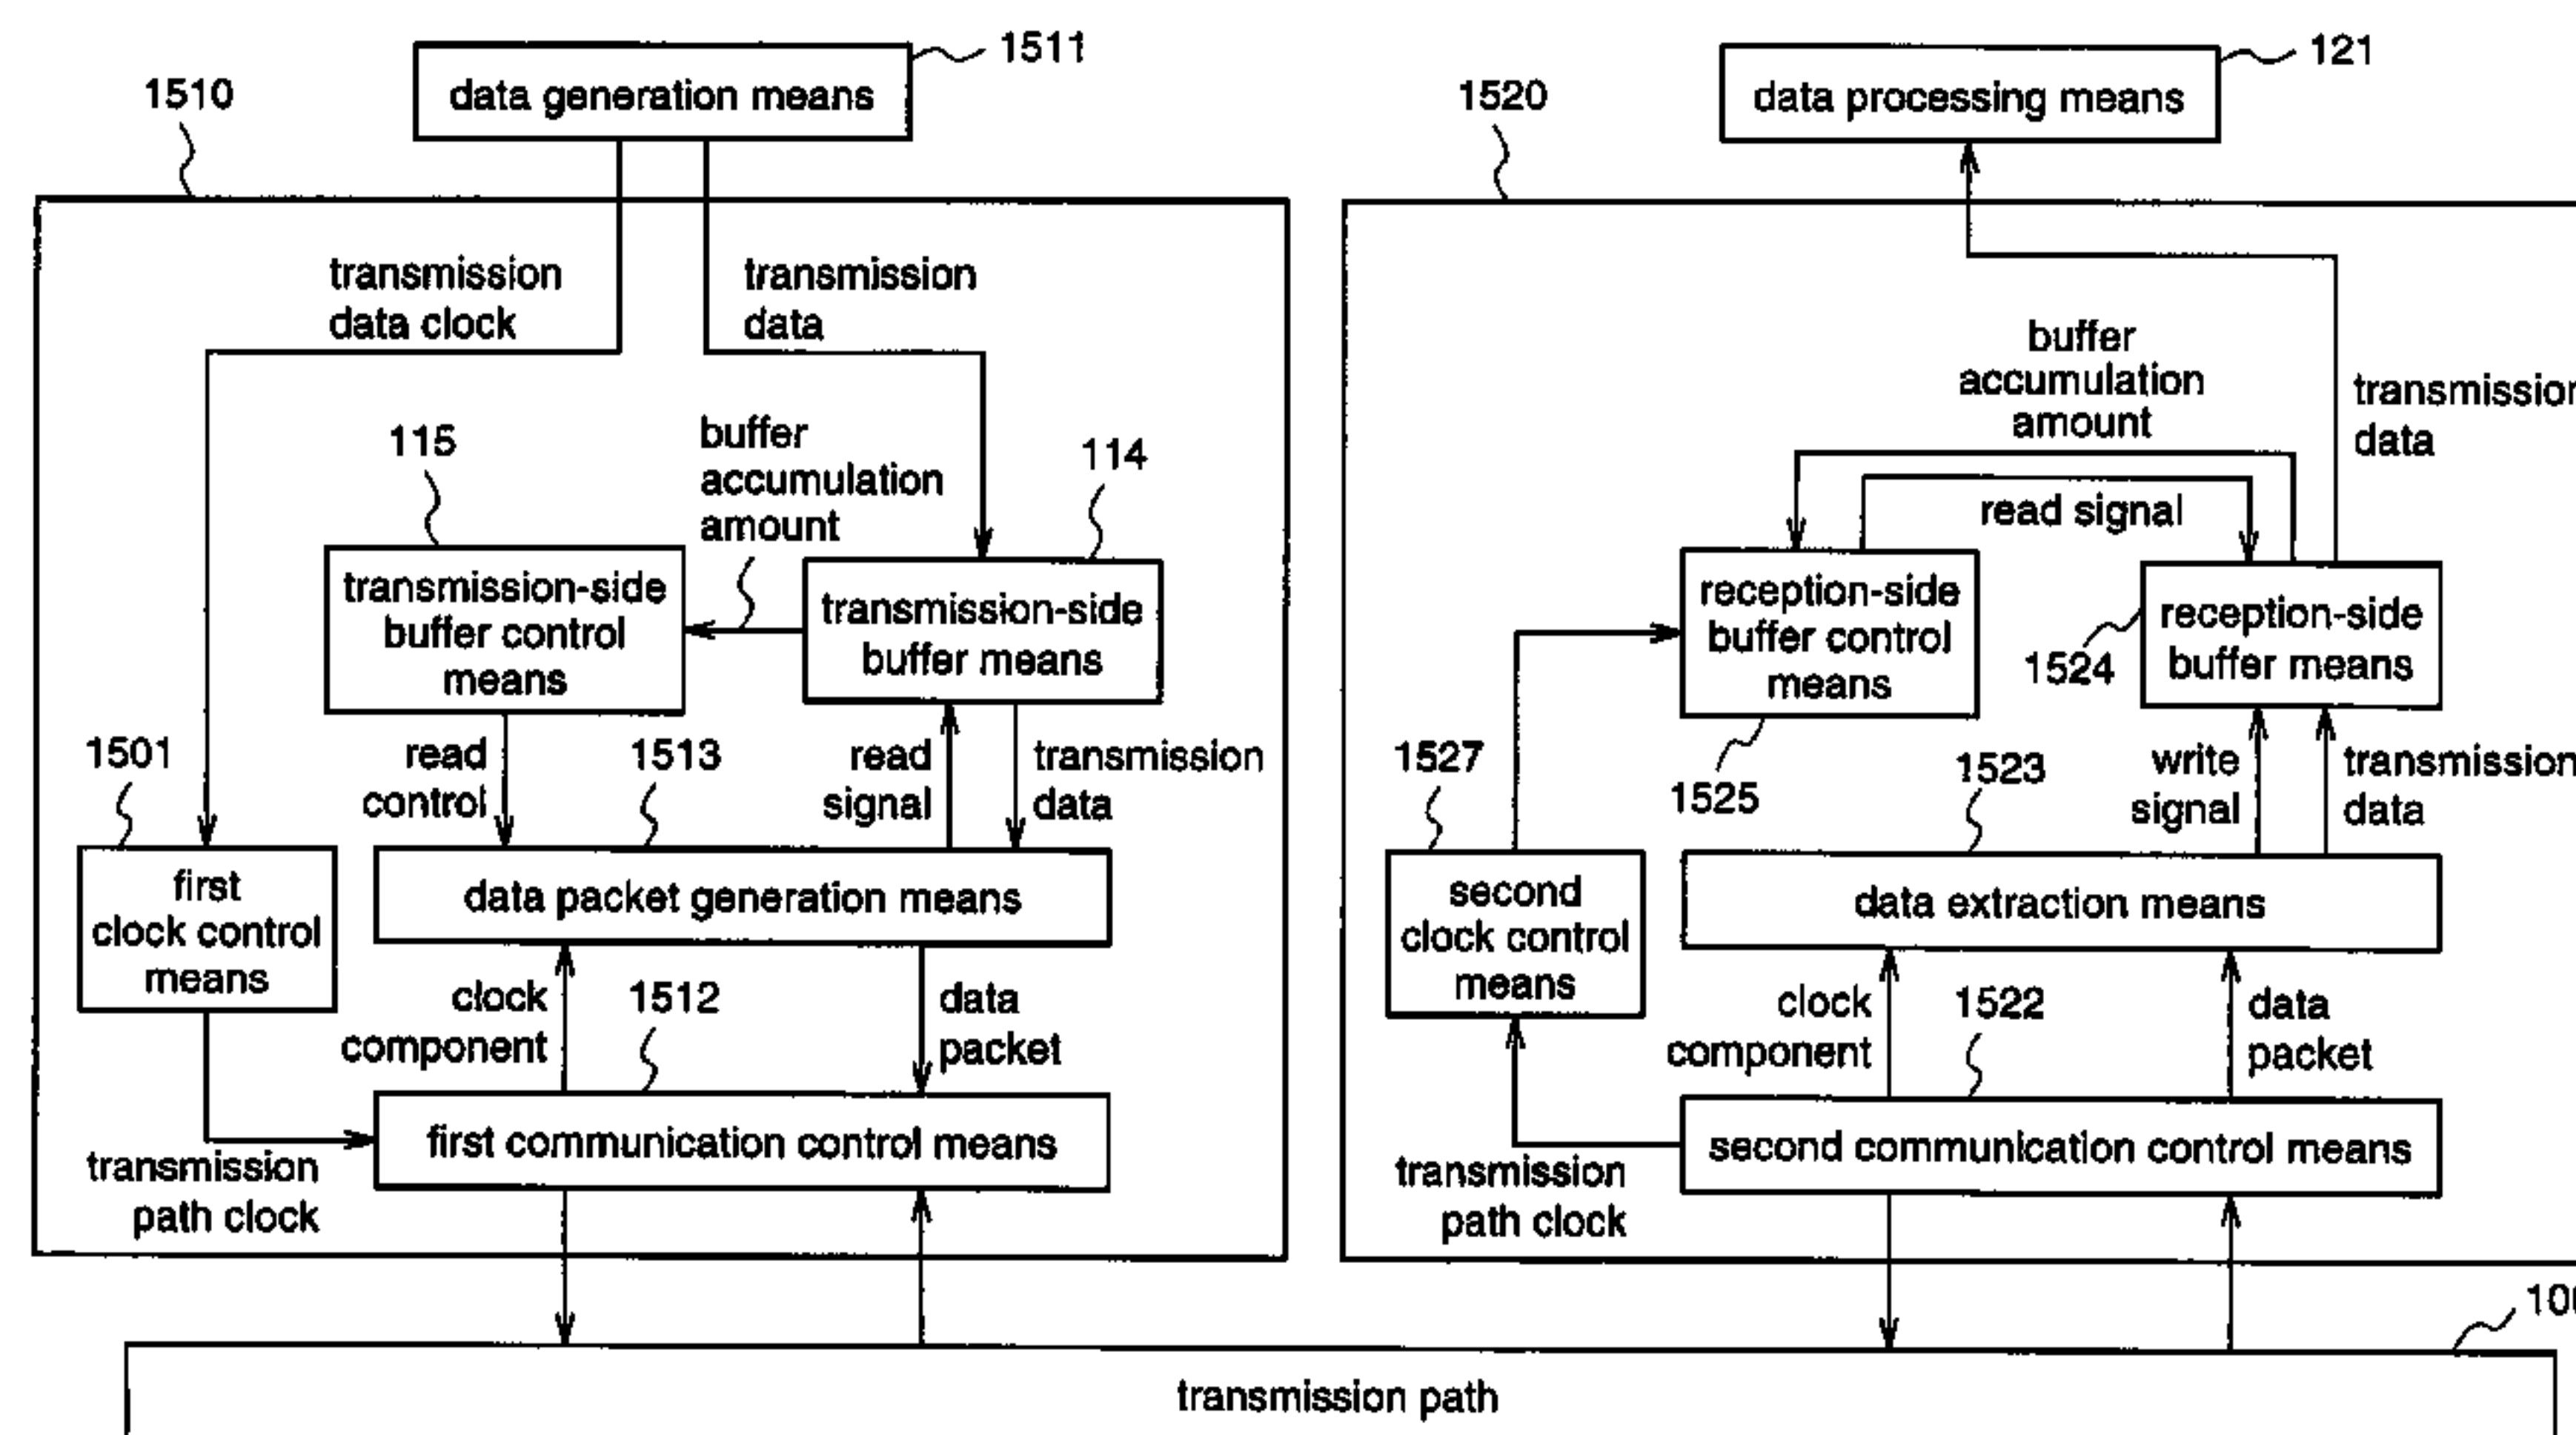 1511
data generation means
1510
transmission
data clock
transmission
data
115
buffer
accumulation
amount
114
transmission-side
buffer control
means
transmission-side
buffer means
1501
read
control
1513
read
signal
transmission
data
first
clock control
means
data packet generation means
clock
component
1512
data
packet
first communication control means
transmission
path clock
121
data processing means
1520
buffer
accumulation
amount
transmission
data
read signal
reception-side
buffer control
means
1524
reception-side
buffer means
1527
1525
1523
write
signal
transmission
data
second
clock control
means
data extraction means
clock
component
1522
data
packet
second communication control means
transmission
path clock
transmission path